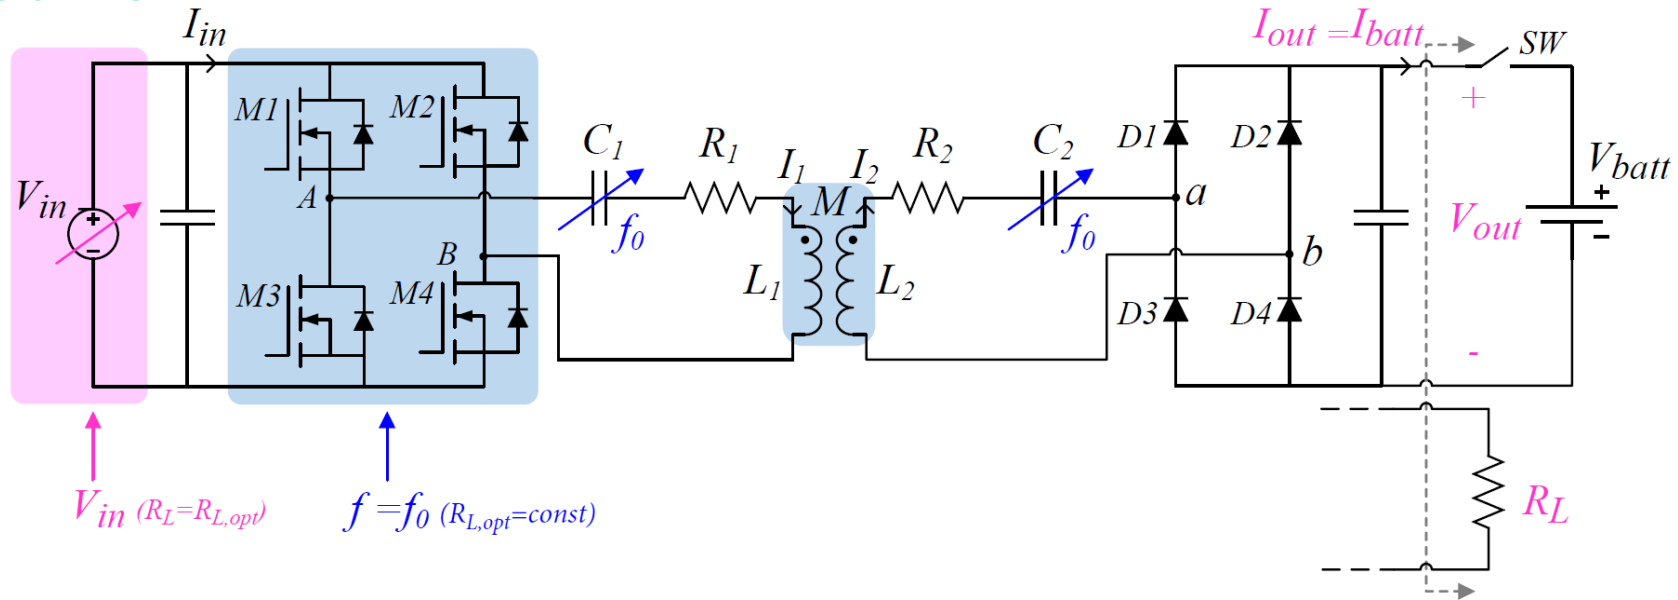 I_in
I_out =I_batt
SW
M1
M2
+
C_1
R_1
I_1
I_2
R_2
C_2
D1
D2
V_batt
+
V_in
+
-
A
f_0
M
f_0
a
V_out
-
B
b
M3
M4
L_1
L_2
D3
D4
-
V_in (R_L=R_L,opt)
f =f_0 (R_L,opt=const)
R_L